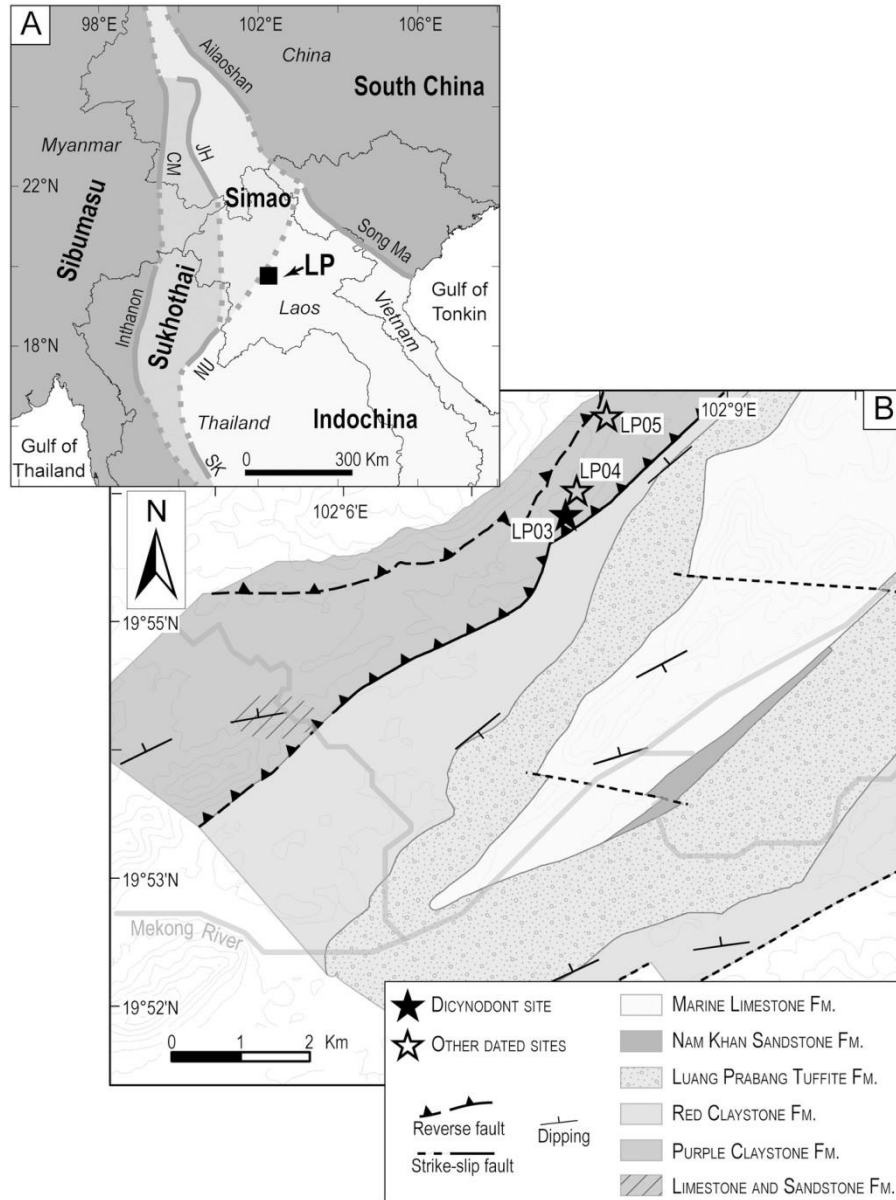 A
98°E
102°E
106°E
Ailaoshan
China
South China
Myanmar
CM
JH
22°N
Simao
Sibumasu
Song Ma
LP
Sukhothai
Inthanon
Laos
Gulf of
Tonkin
Vietnam
18°N
NU
Thailand
Indochina
Gulf of
Thailand
SK
0 300 Km
B
102°9'E
LP05
LP04
102°6'E
LP03
N
19°55'N
19°53'N
Mekong River
19°52'N
0 1 2 Km
DICYNODONT SITE
OTHER DATED SITES
Reverse fault
Dipping
Strike-slip fault
MARINE LIMESTONE FM.
NAM KHAN SANDSTONE FM.
LUANG PRABANG TUFFITE FM.
RED CLAYSTONE FM.
PURPLE CLAYSTONE FM.
LIMESTONE AND SANDSTONE FM.